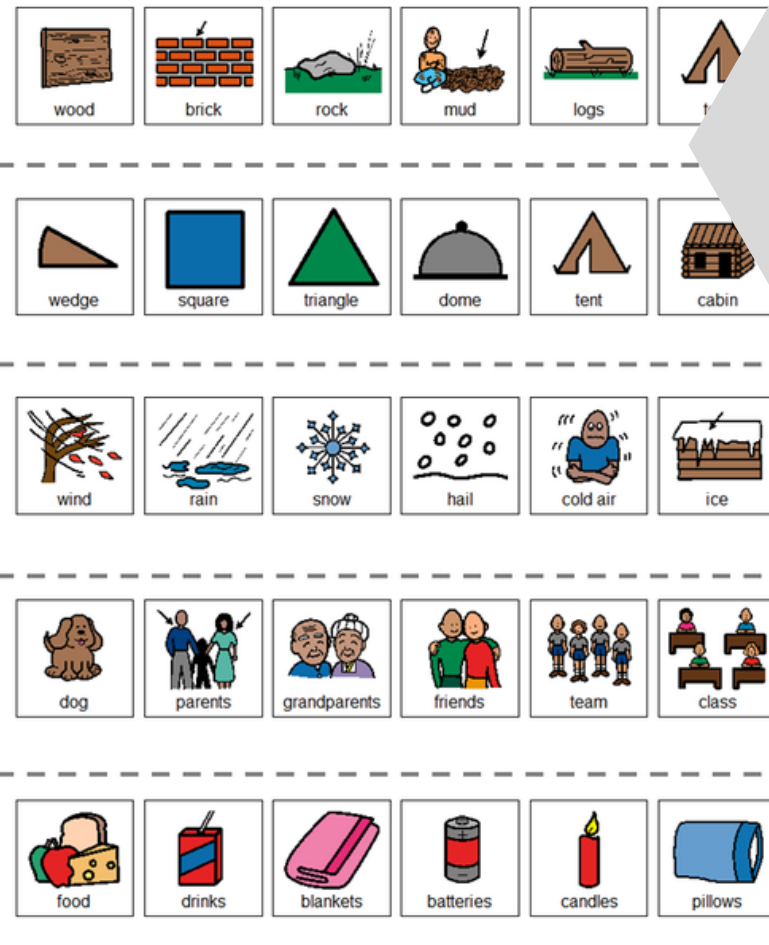 wood brick rock mud logs
wedge square triangle dome tent cabin
wind rain snow hail cold air ice
dog parents grandparents friends team class
food drinks blankets batteries candles pillows